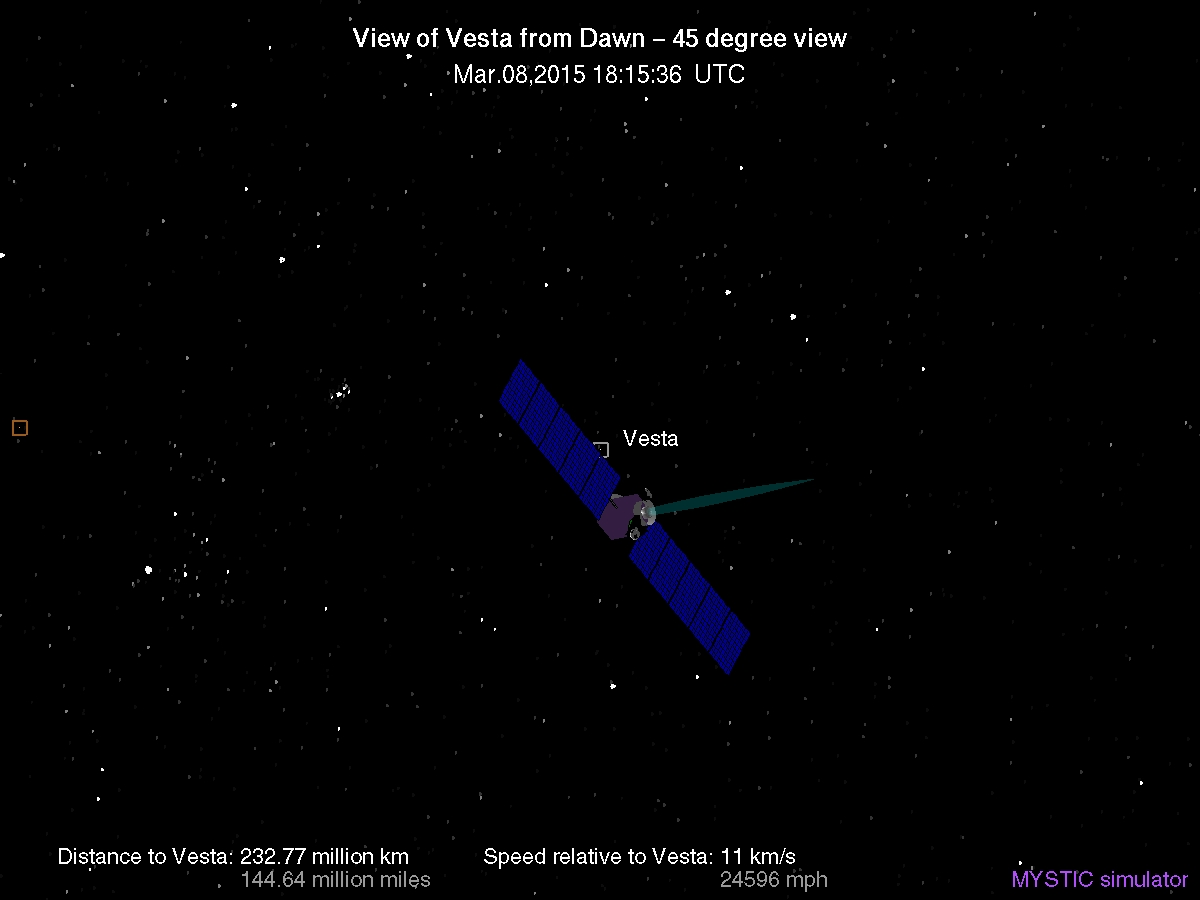 View of Vesta from Dawn – 45 degree view
Mar.08,2015 18:15:36 UTC
Vesta
Distance to Vesta: 232.77 million km
144.64 million miles
Speed relative to Vesta: 11 km/s
24596 mph
MYSTIC simulator